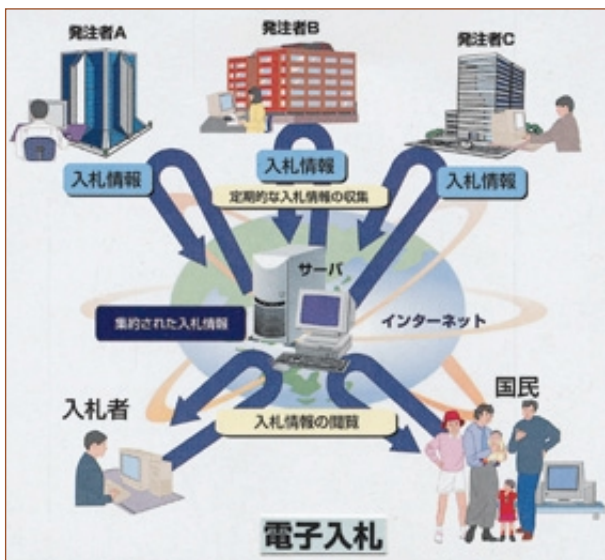 発注者A
発注者B
発注者C
入札情報
入札情報
入札情報
定期的な入札情報の収集
サーバ
集約された入札情報
インターネット
入札者
国民
入札情報の閲覧
電子入札